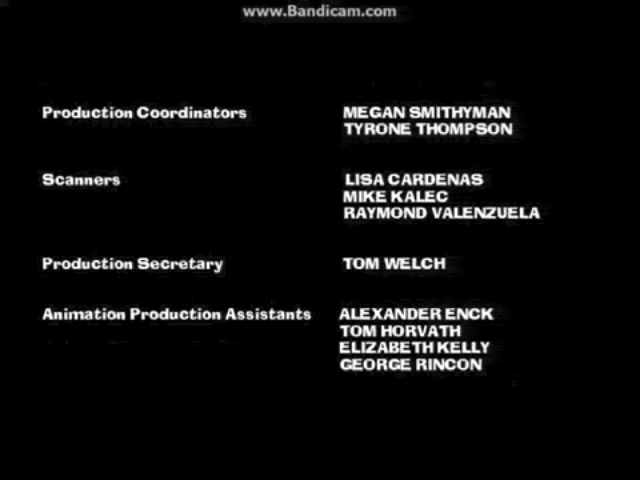 www.Bandicam.com
Production Coordinators MEGAN SMITHYMAN
TYRONE THOMPSON
Scanners LISA CARDENAS
MIKE KALEC
RAYMOND VALENZUELA
Production Secretary TOM WELCH
Animation Production Assistants ALEXANDER ENCK
TOM HORVATH
ELIZABETH KELLY
GEORGE RINCON